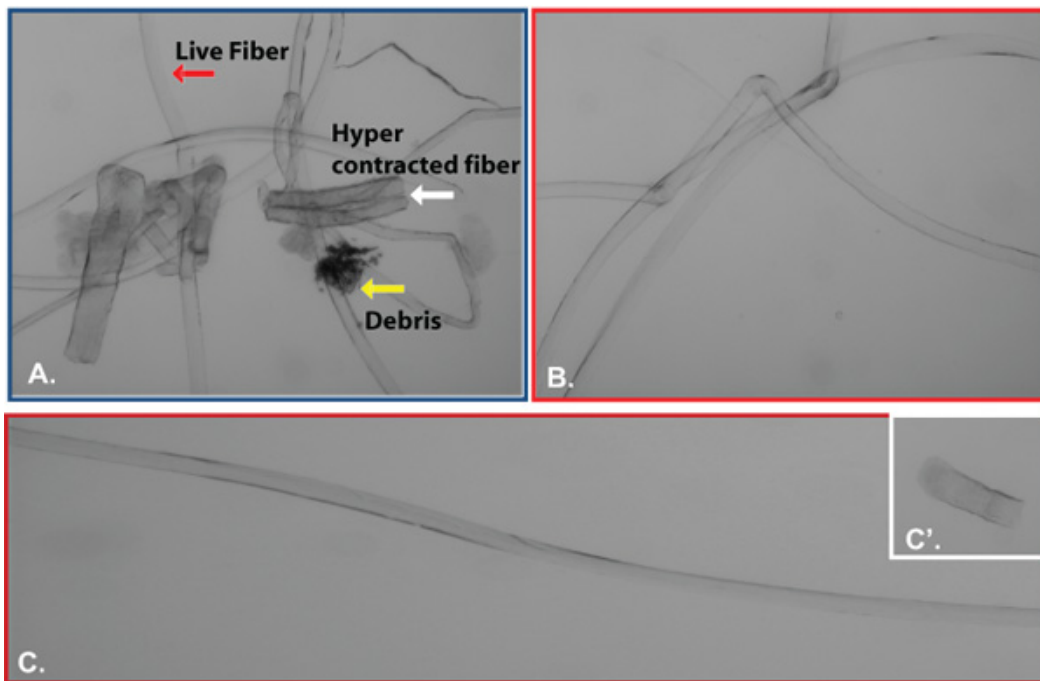 Live Fiber
Hyper
contracted fiber
Debris
A.
B.
C'.
C.